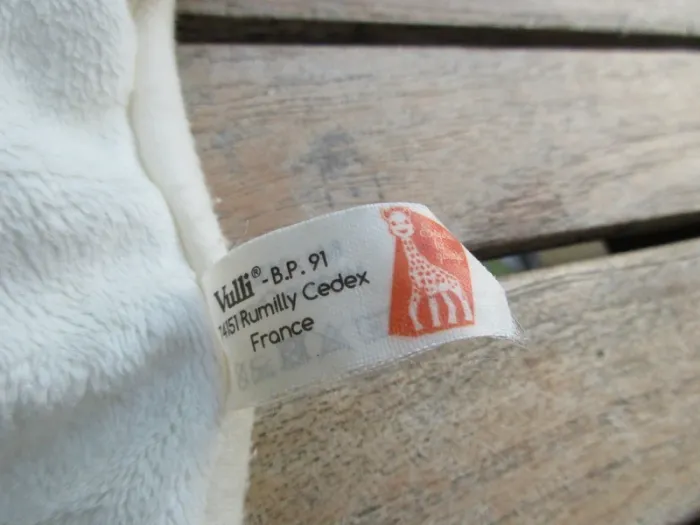 Vulli® - B.P. 91
74151 Rumilly Cedex
France